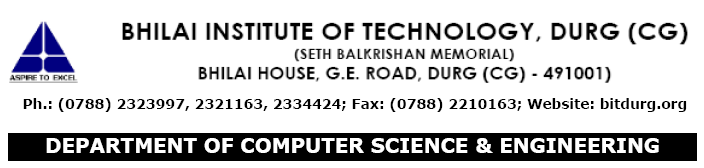 BHILAI INSTITUTE OF TECHNOLOGY, DURG (CG)
(SETH BALKRISHAN MEMORIAL)
BHILAI HOUSE, G.E. ROAD, DURG (CG) - 491001)
ASPIRE TO EXCEL
Ph.: (0788) 2323997, 2321163, 2334424; Fax: (0788) 2210163; Website: bitdurg.org
DEPARTMENT OF COMPUTER SCIENCE & ENGINEERING